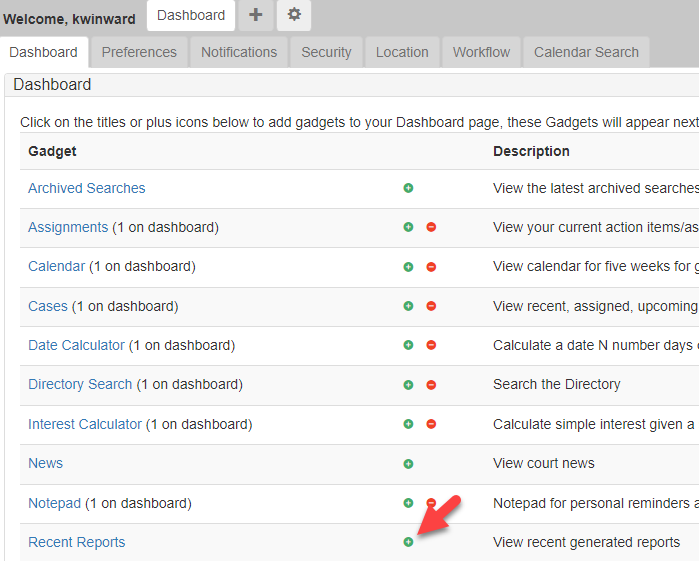 Welcome, kwinward Dashboard
Dashboard Preferences Notifications Security Location Workflow Calendar Search
Dashboard
Click on the titles or plus icons below to add gadgets to your Dashboard page, these Gadgets will appear next
Gadget Description
Archived Searches View the latest archived searches
Assignments (1 on dashboard) View your current action items/as
Calendar (1 on dashboard) View calendar for five weeks for g
Cases (1 on dashboard) View recent, assigned, upcoming
Date Calculator (1 on dashboard) Calculate a date N number days
Directory Search (1 on dashboard) Search the Directory
Interest Calculator (1 on dashboard) Calculate simple interest given a
News View court news
Notepad (1 on dashboard) Notepad for personal reminders a
Recent Reports View recent generated reports